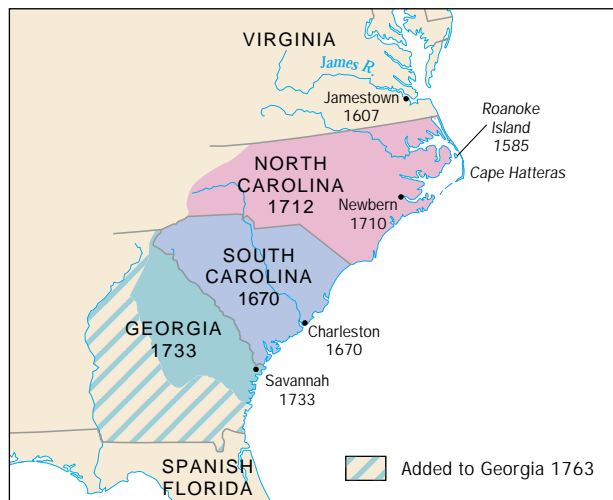 VIRGINIA
James R.
Jamestown
1607
Roanoke
Island
1585
Cape Hatteras
NORTH
CAROLINA
1712
Newbern
1710
SOUTH
CAROLINA
1670
GEORGIA
1733
Charleston
1670
Savannah
1733
SPANISH
FLORIDA
Added to Georgia 1763